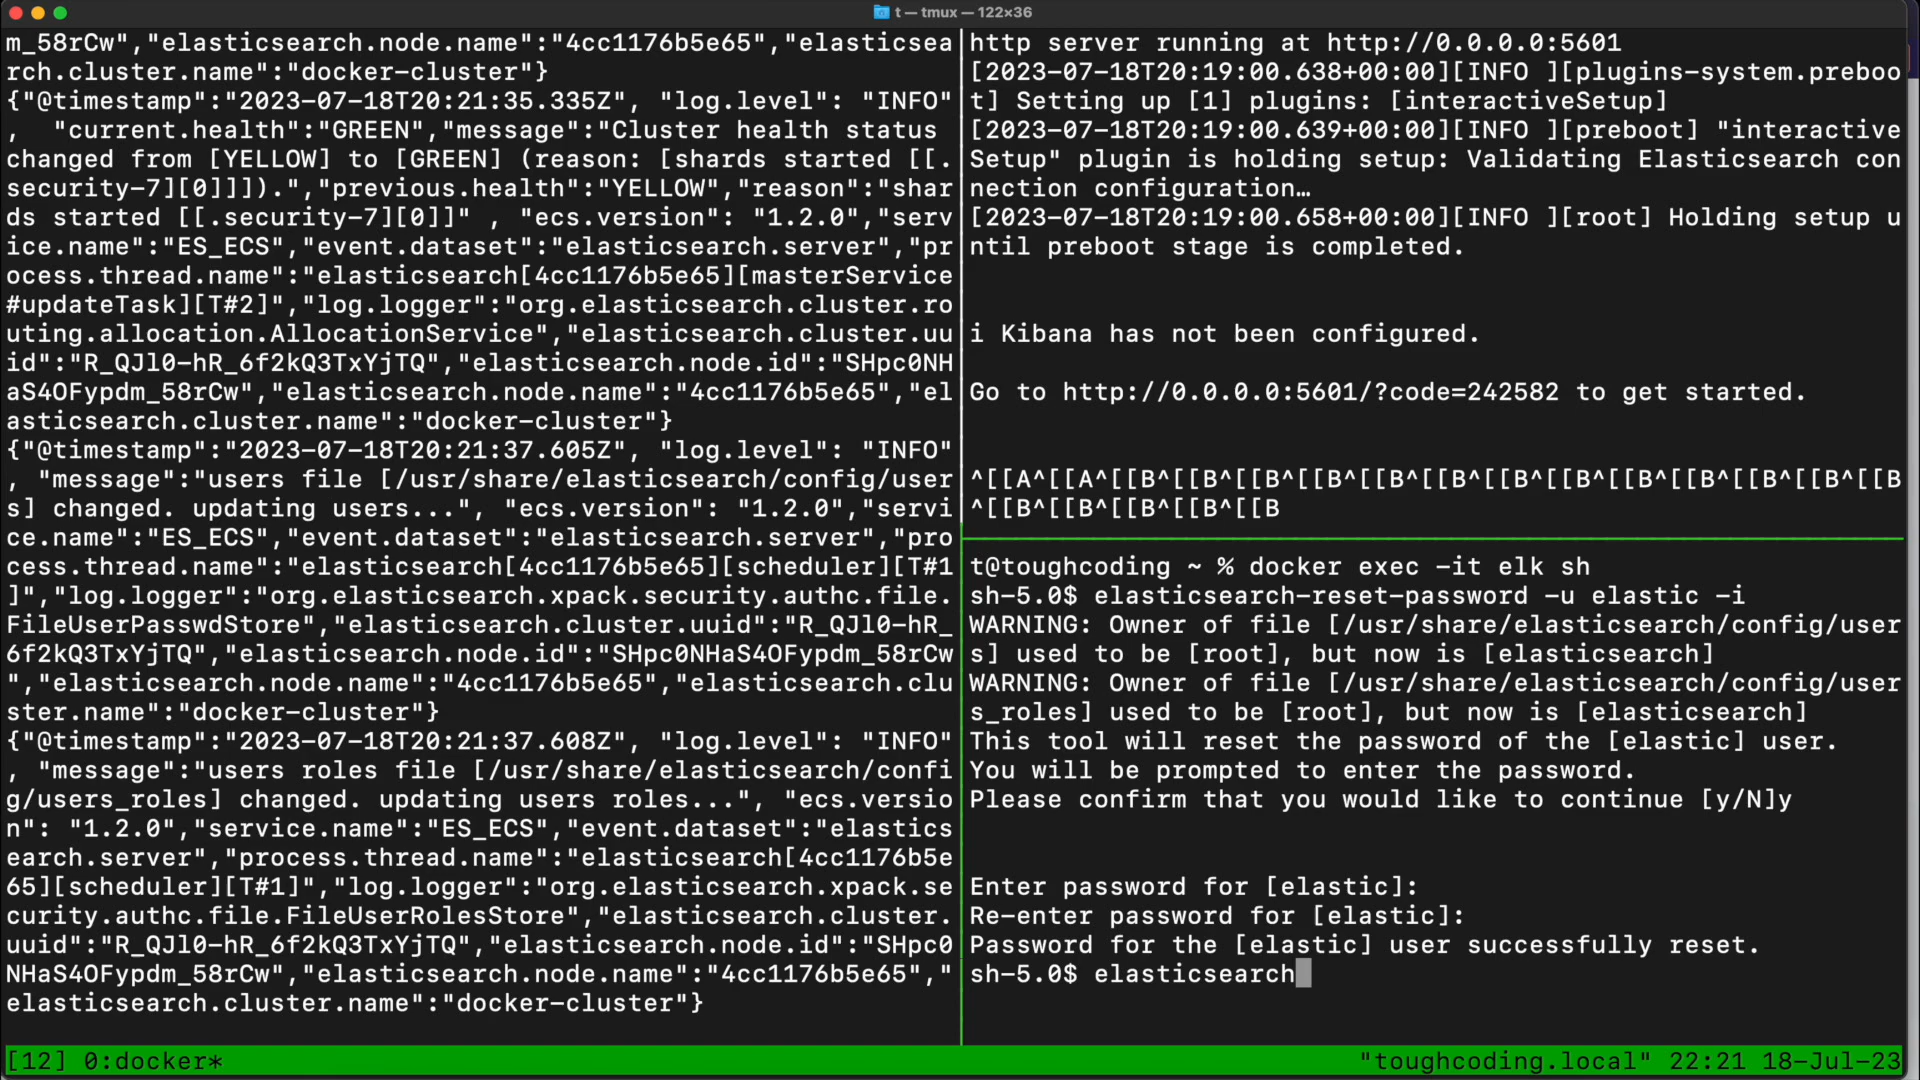 t — tmux — 122×36
m_58rCw","elasticsearch.node.name":"4cc1176b5e65","elasticsea
rch.cluster.name":"docker-cluster"}
{"@timestamp":"2023-07-18T20:21:35.335Z", "log.level": "INFO"
,  "current.health":"GREEN","message":"Cluster health status
changed from [YELLOW] to [GREEN] (reason: [shards started [[.
security-7][0]]]).","previous.health":"YELLOW","reason":"shar
ds started [[.security-7][0]]" , "ecs.version": "1.2.0","serv
ice.name":"ES_ECS","event.dataset":"elasticsearch.server","pr
ocess.thread.name":"elasticsearch[4cc1176b5e65][masterService
#updateTask][T#2]","log.logger":"org.elasticsearch.cluster.ro
uting.allocation.AllocationService","elasticsearch.cluster.uu
id":"R_QJl0-hR_6f2kQ3TxYjTQ","elasticsearch.node.id":"SHpc0NH
aS4OFypdm_58rCw","elasticsearch.node.name":"4cc1176b5e65","el
asticsearch.cluster.name":"docker-cluster"}
{"@timestamp":"2023-07-18T20:21:37.605Z", "log.level": "INFO"
, "message":"users file [/usr/share/elasticsearch/config/user
s] changed. updating users...", "ecs.version": "1.2.0","servi
ce.name":"ES_ECS","event.dataset":"elasticsearch.server","pro
cess.thread.name":"elasticsearch[4cc1176b5e65][scheduler][T#1
]","log.logger":"org.elasticsearch.xpack.security.authc.file.
FileUserPasswdStore","elasticsearch.cluster.uuid":"R_QJl0-hR_
6f2kQ3TxYjTQ","elasticsearch.node.id":"SHpc0NHaS4OFypdm_58rCw
","elasticsearch.node.name":"4cc1176b5e65","elasticsearch.clu
ster.name":"docker-cluster"}
{"@timestamp":"2023-07-18T20:21:37.608Z", "log.level": "INFO"
, "message":"users roles file [/usr/share/elasticsearch/confi
g/users_roles] changed. updating users roles...", "ecs.versio
n": "1.2.0","service.name":"ES_ECS","event.dataset":"elastics
earch.server","process.thread.name":"elasticsearch[4cc1176b5e
65][scheduler][T#1]","log.logger":"org.elasticsearch.xpack.se
curity.authc.file.FileUserRolesStore","elasticsearch.cluster.
uuid":"R_QJl0-hR_6f2kQ3TxYjTQ","elasticsearch.node.id":"SHpc0
NHaS4OFypdm_58rCw","elasticsearch.node.name":"4cc1176b5e65","
elasticsearch.cluster.name":"docker-cluster"}
http server running at http://0.0.0.0:5601
[2023-07-18T20:19:00.638+00:00][INFO ][plugins-system.preboo
t] Setting up [1] plugins: [interactiveSetup]
[2023-07-18T20:19:00.639+00:00][INFO ][preboot] "interactive
Setup" plugin is holding setup: Validating Elasticsearch con
nection configuration…
[2023-07-18T20:19:00.658+00:00][INFO ][root] Holding setup u
ntil preboot stage is completed.
i Kibana has not been configured.
Go to http://0.0.0.0:5601/?code=242582 to get started.
^[[A^[[A^[[B^[[B^[[B^[[B^[[B^[[B^[[B^[[B^[[B^[[B^[[B^[[B^[[B
^[[B^[[B^[[B^[[B^[[B
t@toughcoding ~ % docker exec -it elk sh
sh-5.0$ elasticsearch-reset-password -u elastic -i
WARNING: Owner of file [/usr/share/elasticsearch/config/user
s] used to be [root], but now is [elasticsearch]
WARNING: Owner of file [/usr/share/elasticsearch/config/user
s_roles] used to be [root], but now is [elasticsearch]
This tool will reset the password of the [elastic] user.
You will be prompted to enter the password.
Please confirm that you would like to continue [y/N]y
Enter password for [elastic]:
Re-enter password for [elastic]:
Password for the [elastic] user successfully reset.
sh-5.0$ elasticsearch
[12] 0:docker* "toughcoding.local" 22:21 18-Jul-23